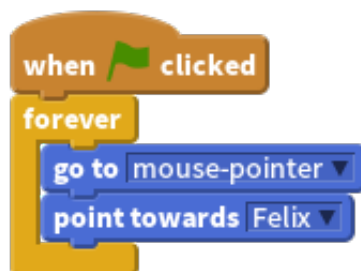 when clicked
forever
go to mouse-pointer
point towards Felix